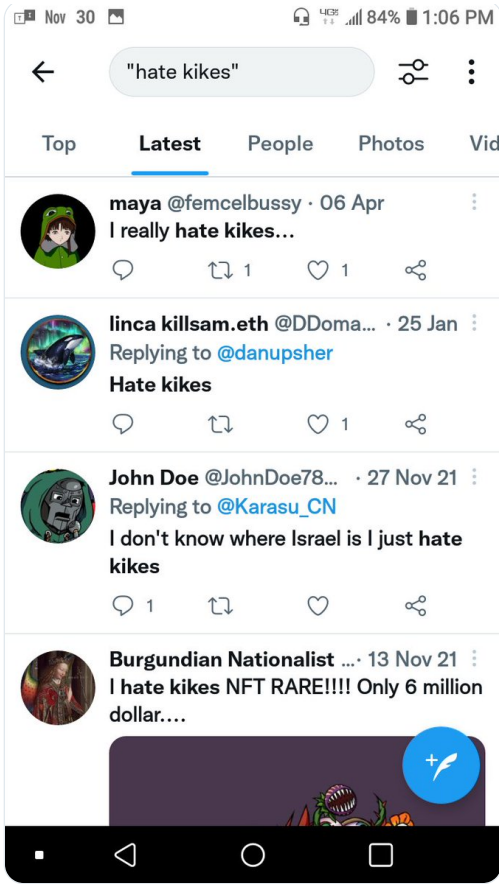 Nov 30
4GE 84% 1:06 PM
"hate kikes"
Top Latest People Photos Vid
maya @femcelbussy · 06 Apr
I really hate kikes...
1 1
linca killsam.eth @DDoma... · 25 Jan
Replying to @danupsher
Hate kikes
1
John Doe @JohnDoe78... · 27 Nov 21
Replying to @Karasu_CN
I don't know where Israel is I just hate
kikes
1
Burgundian Nationalist ...· 13 Nov 21
I hate kikes NFT RARE!!!! Only 6 million
dollar....